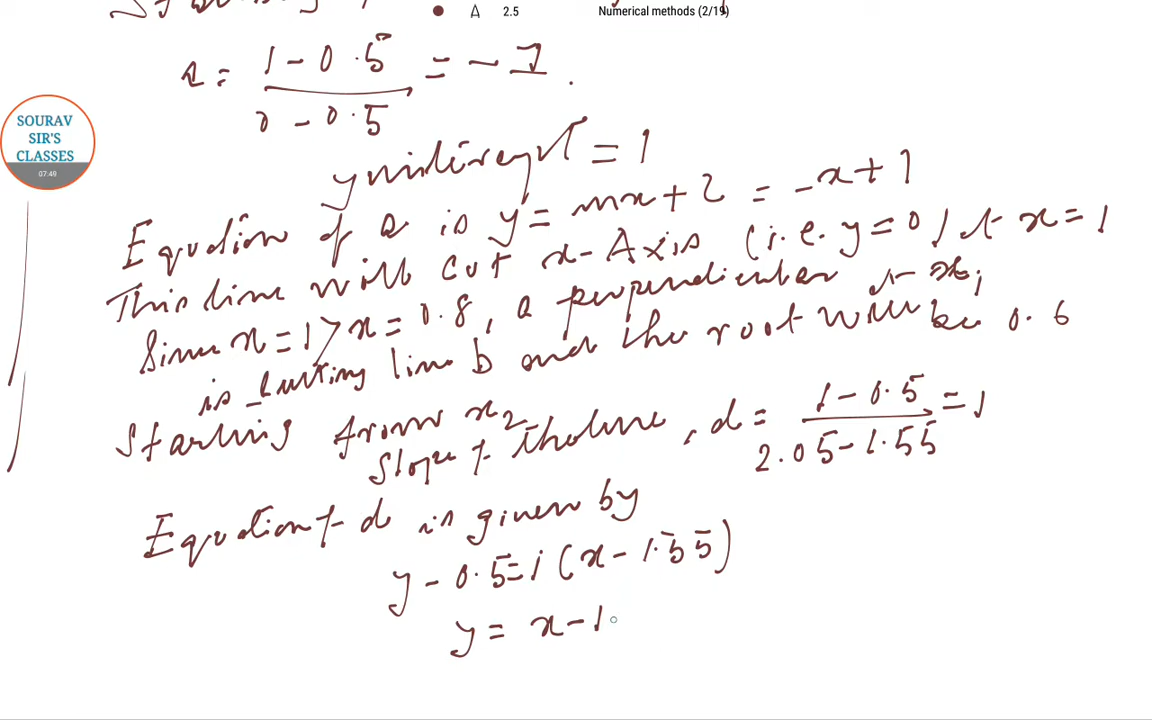 A 2.5 Numerical methods (2/19)
= 1 - 0.5 / 0 - 0.5 = - 1 .
SOURAV
SIR'S
CLASSES
07:49
y = 1
Equation of a is y = mx + 2 = -x + 1
This line will cut x-Axis (i.e. y = 0) at x = 1
Since x = 1 > x = 0.8, a perpendicular
is cutting line b and the root will be 0.6
Starting from x2
Slope of the line, d = 1 - 0.5 / 2.05 - 1.55 = 1
Equation of d is given by
y - 0.5 = 1 (x - 1.55)
y = x - 1.